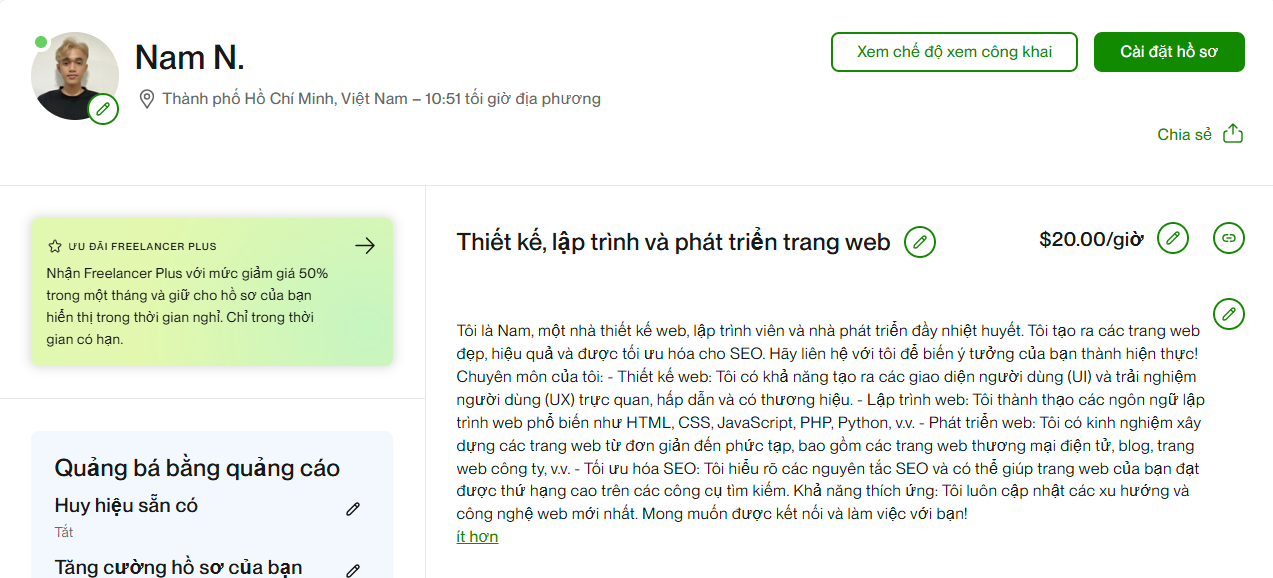 Nam N.
Thành phố Hồ Chí Minh, Việt Nam – 10:51 tối giờ địa phương
Xem chế độ xem công khai
Cài đặt hồ sơ
Chia sẻ
ƯU ĐÃI FREELANCER PLUS
Nhận Freelancer Plus với mức giảm giá 50%
trong một tháng và giữ cho hồ sơ của bạn
hiển thị trong thời gian nghỉ. Chỉ trong thời
gian có hạn.
Quảng bá bằng quảng cáo
Huy hiệu sẵn có
Tắt
Tăng cường hồ sơ của bạn
Thiết kế, lập trình và phát triển trang web
$20.00/giờ
Tôi là Nam, một nhà thiết kế web, lập trình viên và nhà phát triển đầy nhiệt huyết. Tôi tạo ra các trang web
đẹp, hiệu quả và được tối ưu hóa cho SEO. Hãy liên hệ với tôi để biến ý tưởng của bạn thành hiện thực!
Chuyên môn của tôi: - Thiết kế web: Tôi có khả năng tạo ra các giao diện người dùng (UI) và trải nghiệm
người dùng (UX) trực quan, hấp dẫn và có thương hiệu. - Lập trình web: Tôi thành thạo các ngôn ngữ lập
trình web phổ biến như HTML, CSS, JavaScript, PHP, Python, v.v. - Phát triển web: Tôi có kinh nghiệm xây
dựng các trang web từ đơn giản đến phức tạp, bao gồm các trang web thương mại điện tử, blog, trang
web công ty, v.v. - Tối ưu hóa SEO: Tôi hiểu rõ các nguyên tắc SEO và có thể giúp trang web của bạn đạt
được thứ hạng cao trên các công cụ tìm kiếm. Khả năng thích ứng: Tôi luôn cập nhật các xu hướng và
công nghệ web mới nhất. Mong muốn được kết nối và làm việc với bạn!
ít hơn